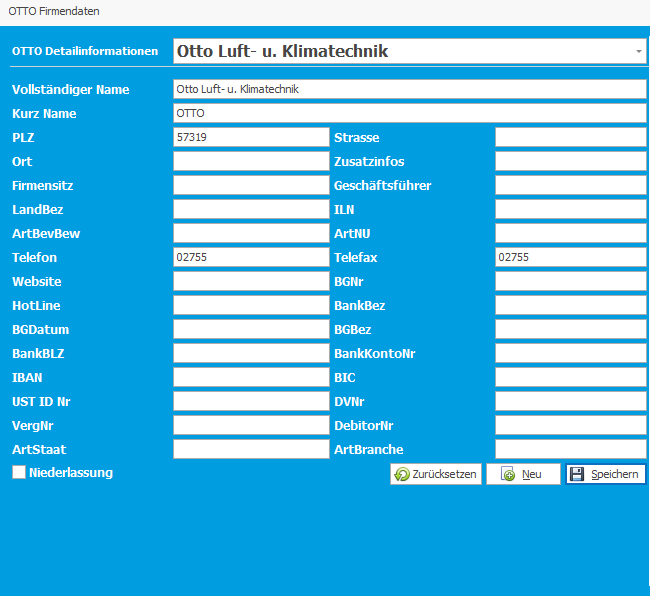 OTTO Firmendaten
OTTO Detailinformationen Otto Luft- u. Klimatechnik
Vollständiger Name Otto Luft- u. Klimatechnik
Kurz Name OTTO
PLZ 57319 Strasse
Ort Zusatzinfos
Firmensitz Geschäftsführer
LandBez ILN
ArtBevBew ArtNU
Telefon 02755 Telefax 02755
Website BGNr
HotLine BankBez
BGDatum BGBez
BankBLZ BankKontoNr
IBAN BIC
UST ID Nr DVNr
VergNr DebitorNr
ArtStaat ArtBranche
Niederlassung Zurücksetzen Neu Speichern